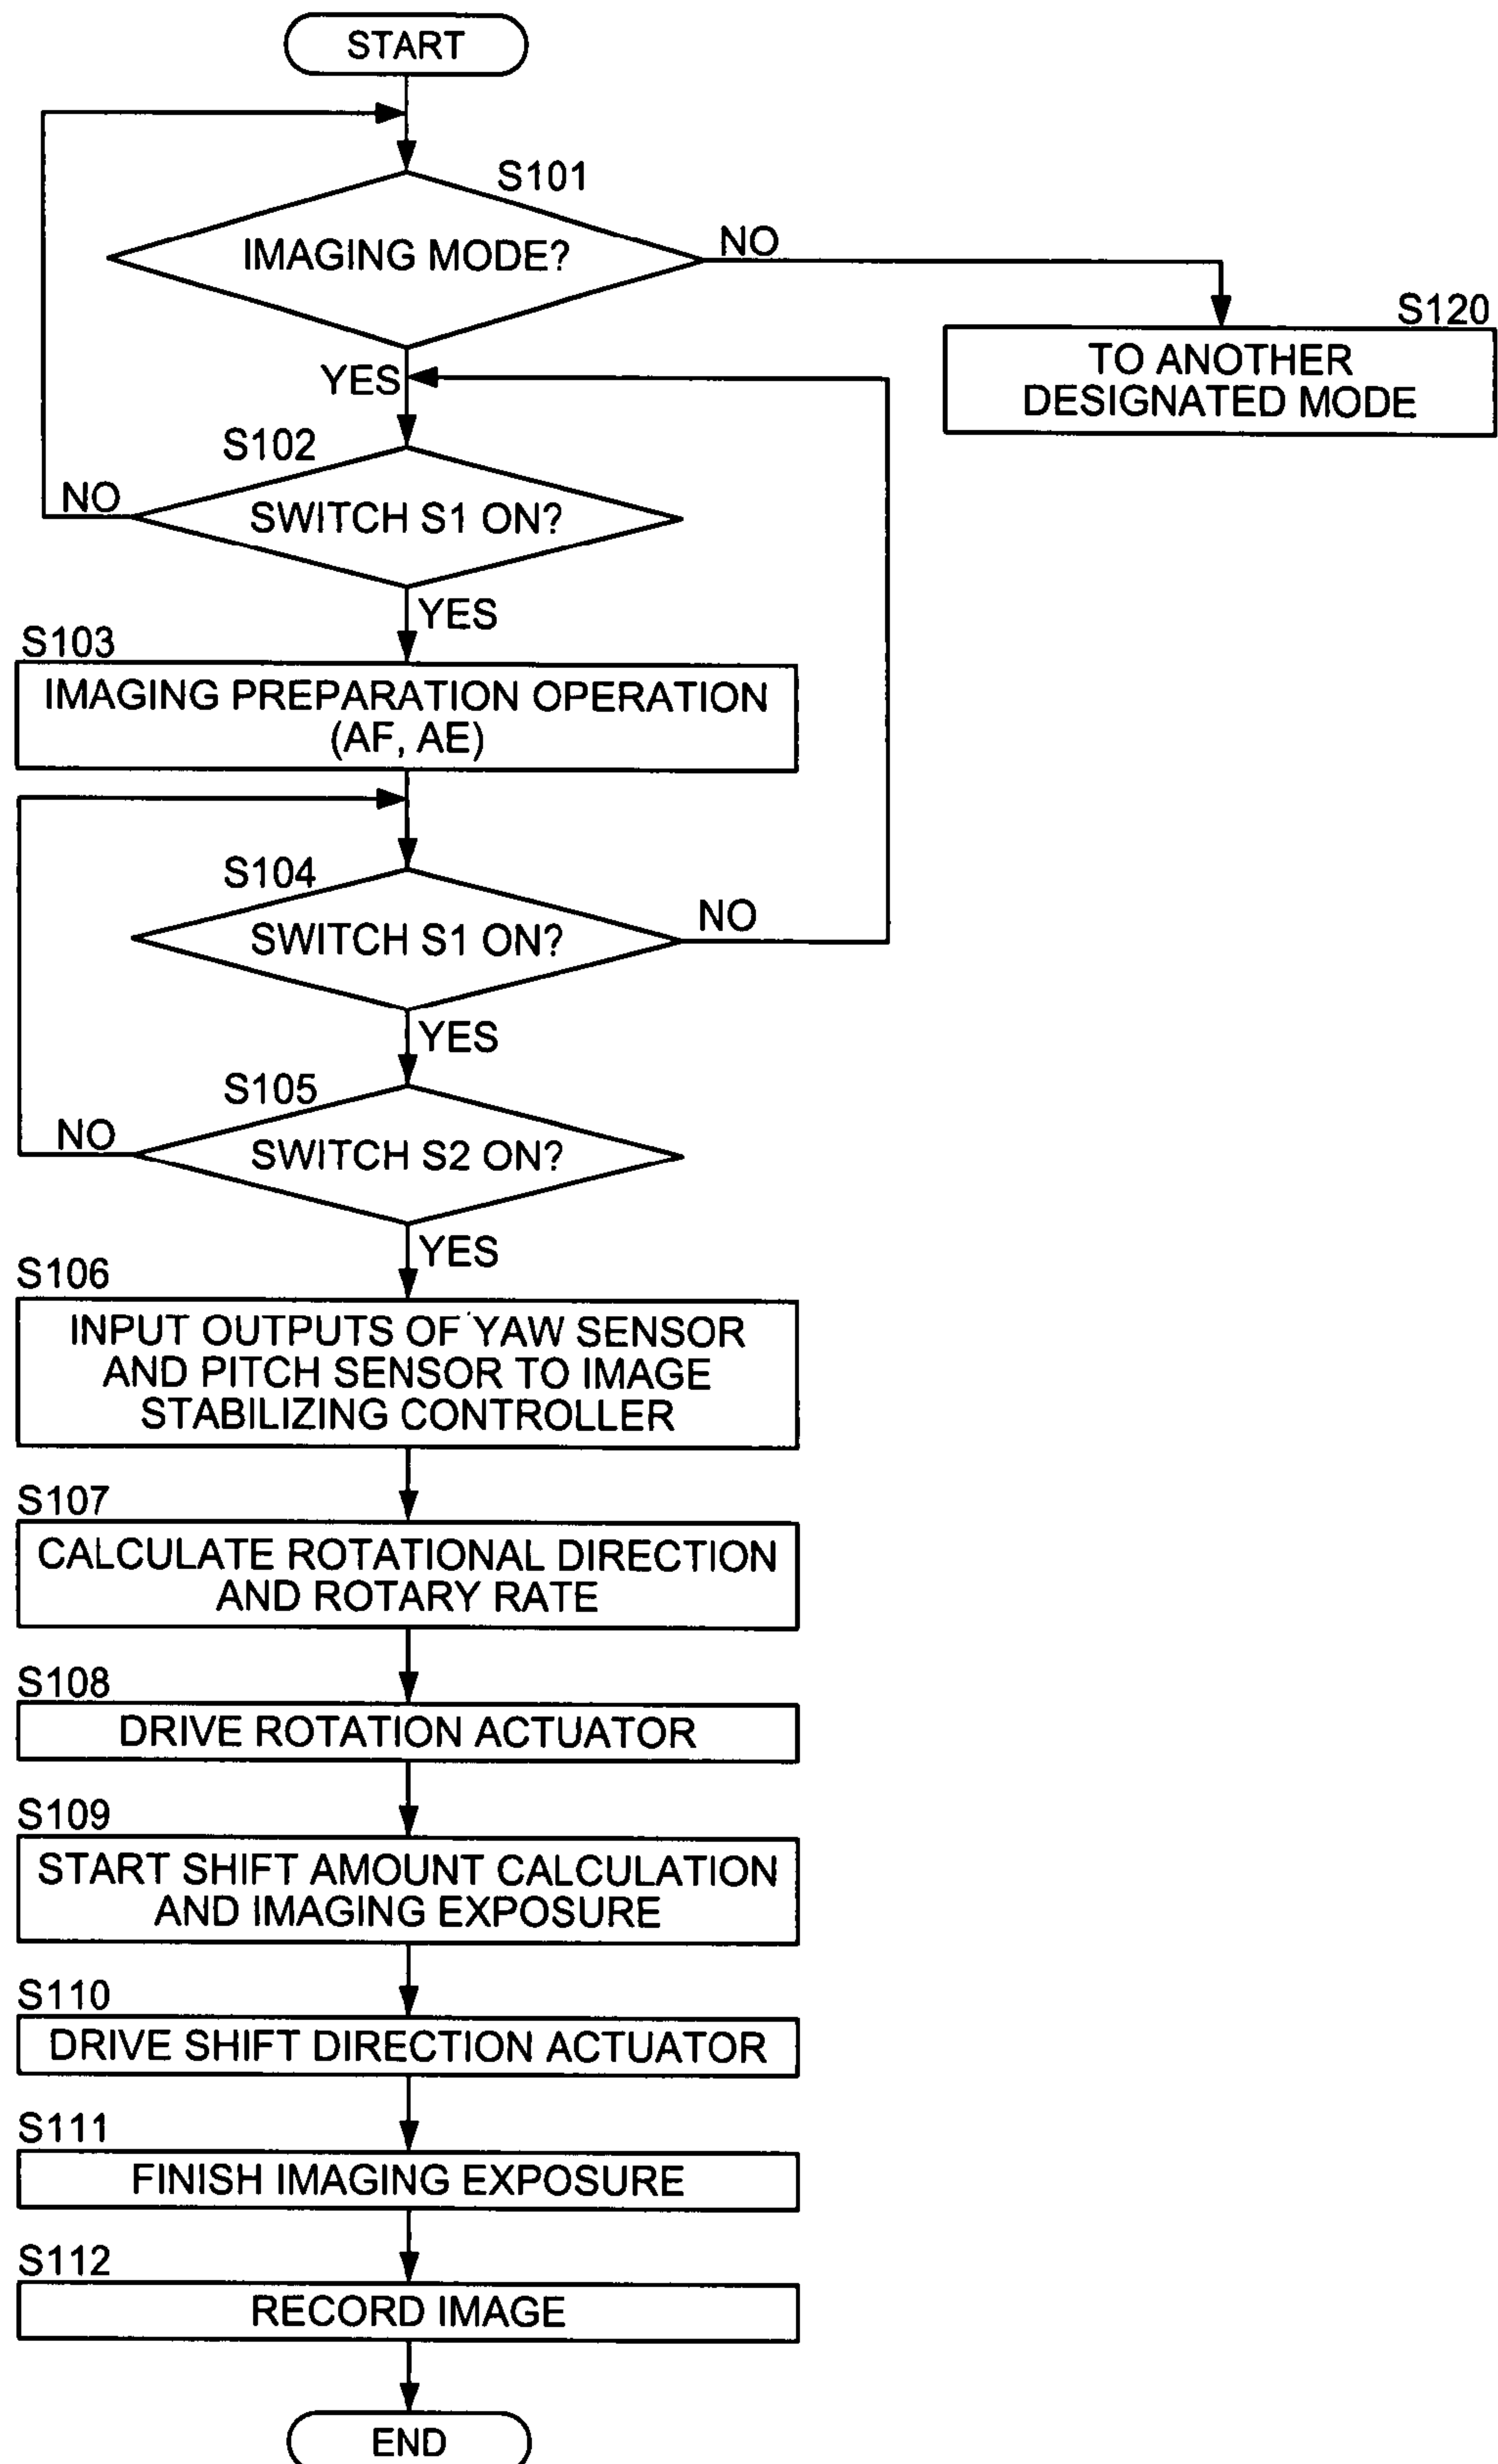 START
S101
IMAGING MODE?
NO
S120
TO ANOTHER
DESIGNATED MODE
YES
S102
NO
SWITCH S1 ON?
YES
S103
IMAGING PREPARATION OPERATION
(AF, AE)
S104
NO
SWITCH S1 ON?
YES
S105
NO
SWITCH S2 ON?
YES
S106
INPUT OUTPUTS OF YAW SENSOR
AND PITCH SENSOR TO IMAGE
STABILIZING CONTROLLER
S107
CALCULATE ROTATIONAL DIRECTION
AND ROTARY RATE
S108
DRIVE ROTATION ACTUATOR
S109
START SHIFT AMOUNT CALCULATION
AND IMAGING EXPOSURE
S110
DRIVE SHIFT DIRECTION ACTUATOR
S111
FINISH IMAGING EXPOSURE
S112
RECORD IMAGE
END